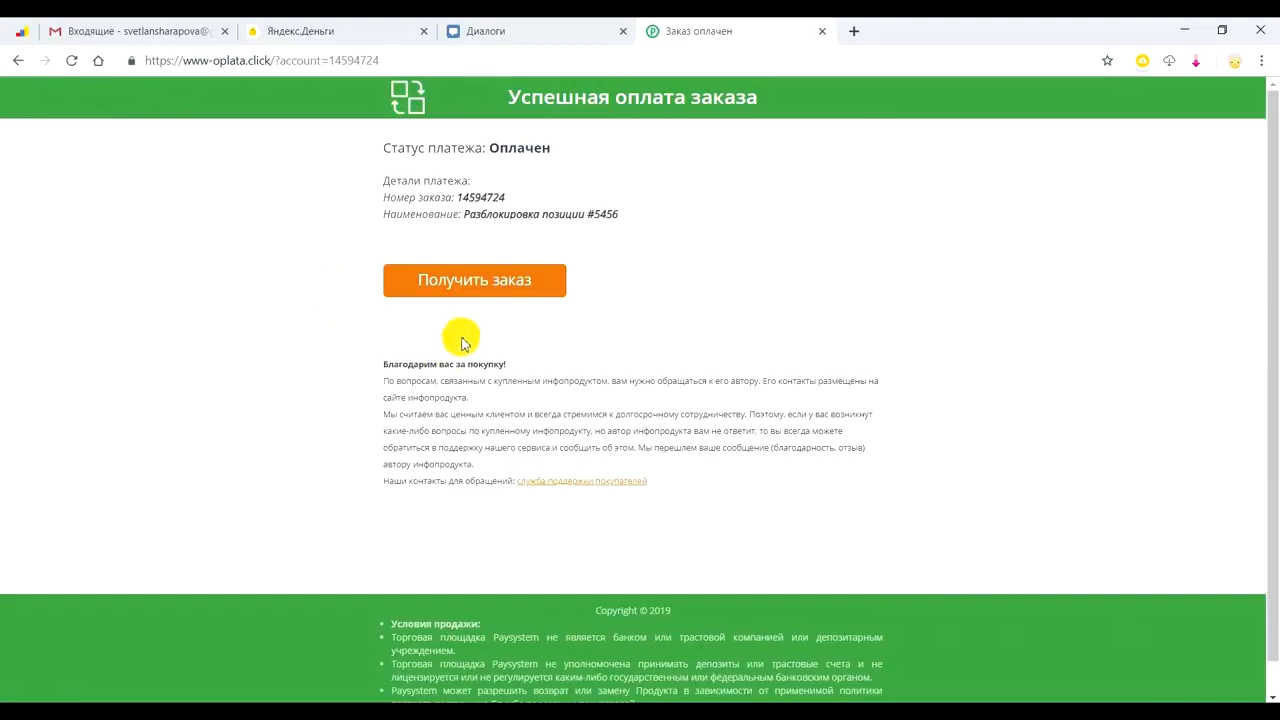 Входящие - svetlansharapova@
Яндекс.Деньги
Диалоги
Заказ оплачен
https://www-oplata.click/?account=14594724
Успешная оплата заказа
Статус платежа: Оплачен
Детали платежа:
Номер заказа: 14594724
Наименование: Разблокировка позиции #5456
Получить заказ
Благодарим вас за покупку!
По вопросам, связанным с купленным инфопродуктом, вам нужно обращаться к его автору. Его контакты размещены на
сайте инфопродукта.
Мы считаем вас ценным клиентом и всегда стремимся к долгосрочному сотрудничеству. Поэтому, если у вас возникнут
какие-либо вопросы по купленному инфопродукту, но автор инфопродукта вам не ответит, то вы всегда можете
обратиться в поддержку нашего сервиса и сообщить об этом. Мы перешлем ваше сообщение (благодарность, отзыв)
автору инфопродукта.
Наши контакты для обращений: служба поддержки покупателей
Copyright © 2019
Условия продажи:
Торговая площадка Paysystem не является банком или трастовой компанией или депозитарным
учреждением.
Торговая площадка Paysystem не уполномочена принимать депозиты или трастовые счета и не
лицензируется или не регулируется каким-либо государственным или федеральным банковским органом.
Paysystem может разрешить возврат или замену Продукта в зависимости от применимой политики